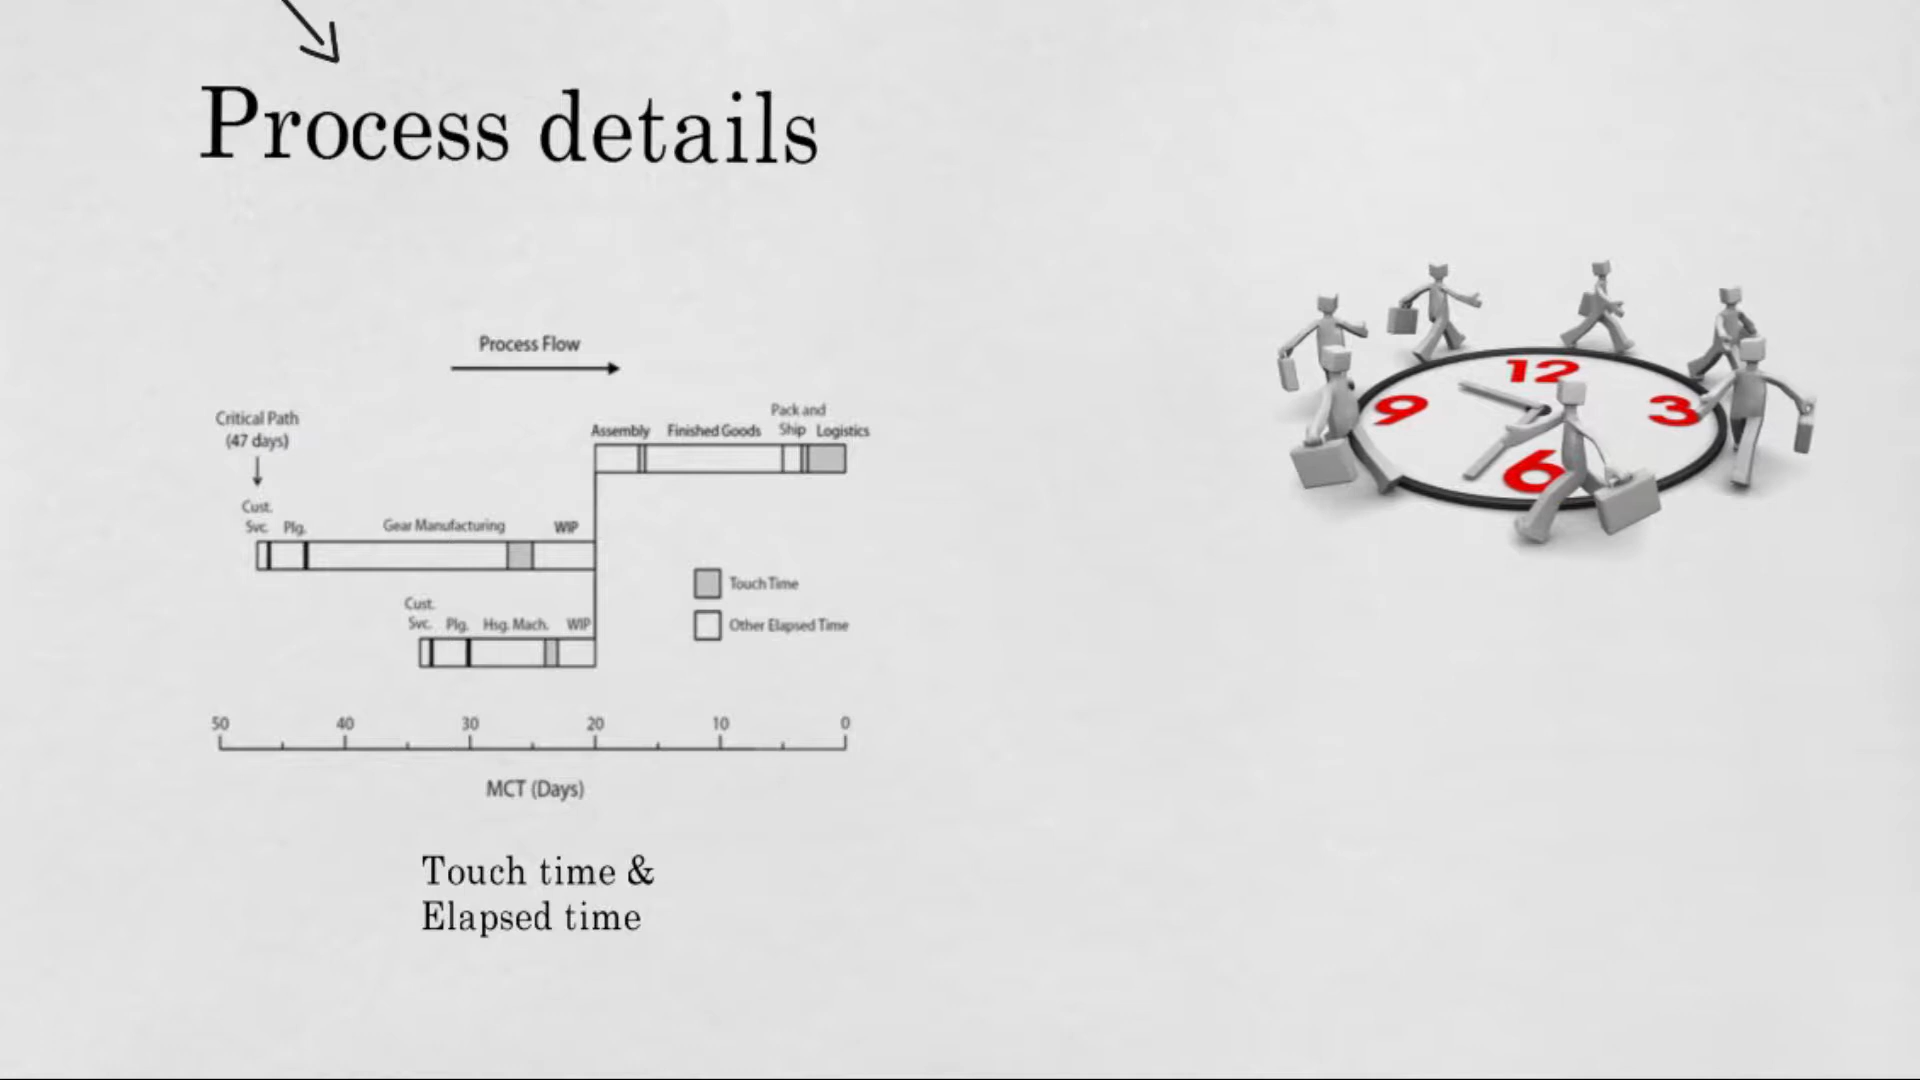 Process details
Process Flow
Critical Path
(47 days)
Pack and
Assembly Finished Goods Ship Logistics
Cust.
Svc. Plg. Gear Manufacturing WIP
Touch Time
Cust.
Svc. Plg. Hsg. Mach. WIP
Other Elapsed Time
50 40 30 20 10 0
MCT (Days)
Touch time &
Elapsed time
12
9
3
6